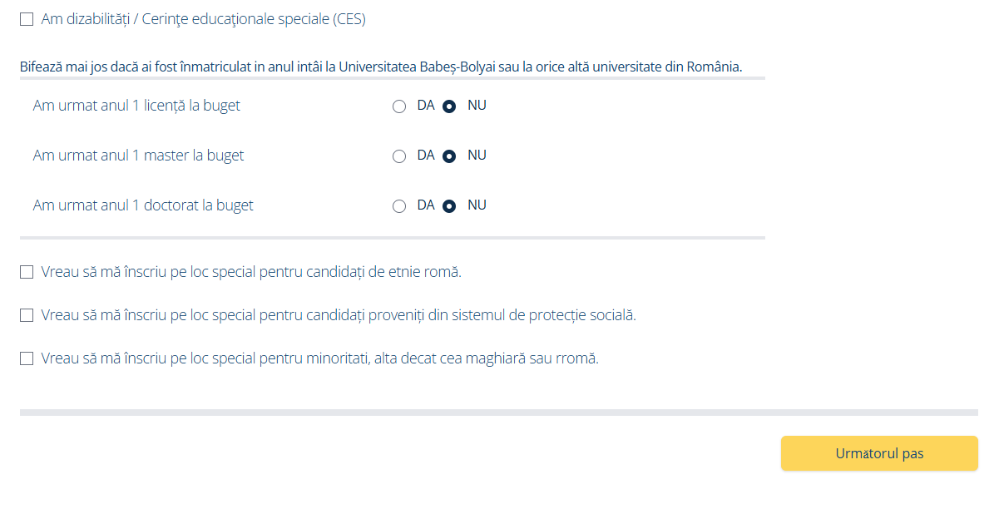 Am dizabilități / Cerinţe educaţionale speciale (CES)
Bifează mai jos dacă ai fost înmatriculat in anul intâi la Universitatea Babeș-Bolyai sau la orice altă universitate din România.
Am urmat anul 1 licență la buget DA NU
Am urmat anul 1 master la buget DA NU
Am urmat anul 1 doctorat la buget DA NU
Vreau să mă înscriu pe loc special pentru candidați de etnie romă.
Vreau să mă înscriu pe loc special pentru candidați proveniți din sistemul de protecție socială.
Vreau să mă înscriu pe loc special pentru minoritati, alta decat cea maghiară sau rromă.
Următorul pas